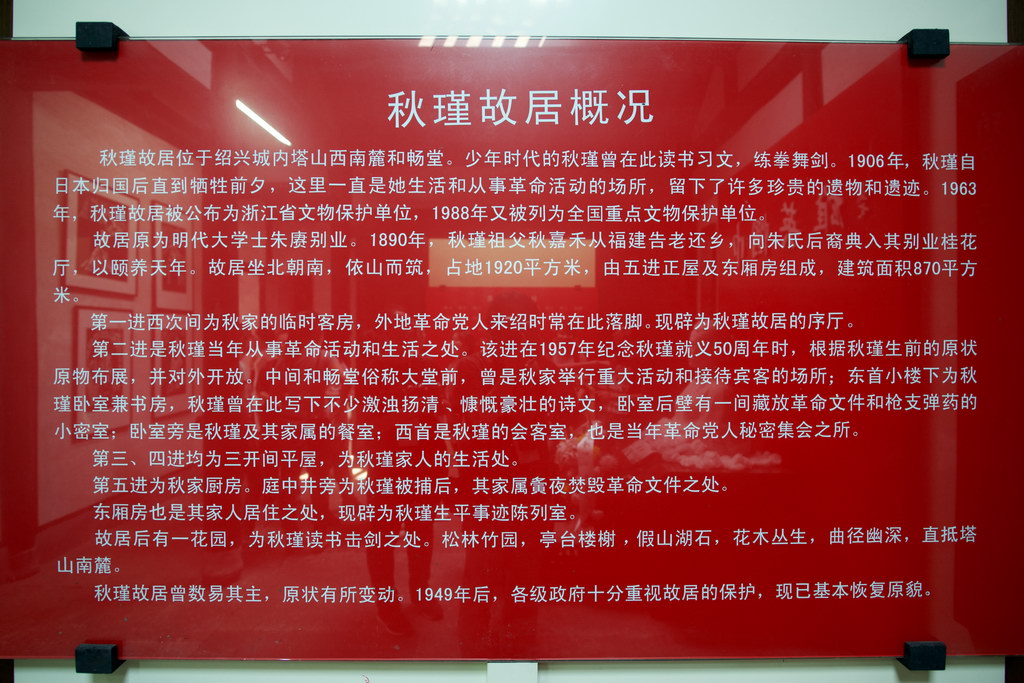 秋瑾故居概况
秋瑾故居位于绍兴城内塔山西南麓和畅堂。少年时代的秋瑾曾在此读书习文，练拳舞剑。1906年，秋瑾自
日本归国后直到牺牲前夕，这里一直是她生活和从事革命活动的场所，留下了许多珍贵的遗物和遗迹。1963
年，秋瑾故居被公布为浙江省文物保护单位，1988年又被列为全国重点文物保护单位。
故居原为明代大学士朱赓别业。1890年，秋瑾祖父秋嘉禾从福建告老还乡，向朱氏后裔典入其别业桂花
厅，以颐养天年。故居坐北朝南，依山而筑，占地1920平方米，由五进正屋及东厢房组成，建筑面积870平方
米。
第一进西次间为秋家的临时客房，外地革命党人来绍时常在此落脚。现辟为秋瑾故居的序厅。
第二进是秋瑾当年从事革命活动和生活之处。该进在1957年纪念秋瑾就义50周年时，根据秋瑾生前的原状
原物布展，并对外开放。中间和畅堂俗称大堂前，曾是秋家举行重大活动和接待宾客的场所；东首小楼下为秋
瑾卧室兼书房，秋瑾曾在此写下不少激浊扬清、慷慨豪壮的诗文，卧室后壁有一间藏放革命文件和枪支弹药的
小密室；卧室旁是秋瑾及其家属的餐室；西首是秋瑾的会客室，也是当年革命党人秘密集会之所。
第三、四进均为三开间平屋，为秋瑾家人的生活处。
第五进为秋家厨房。庭中井旁为秋瑾被捕后，其家属夤夜焚毁革命文件之处。
东厢房也是其家人居住之处，现辟为秋瑾生平事迹陈列室。
故居后有一花园，为秋瑾读书击剑之处。松林竹园，亭台楼榭，假山湖石，花木丛生，曲径幽深，直抵塔
山南麓。
秋瑾故居曾数易其主，原状有所变动。1949年后，各级政府十分重视故居的保护，现已基本恢复原貌。